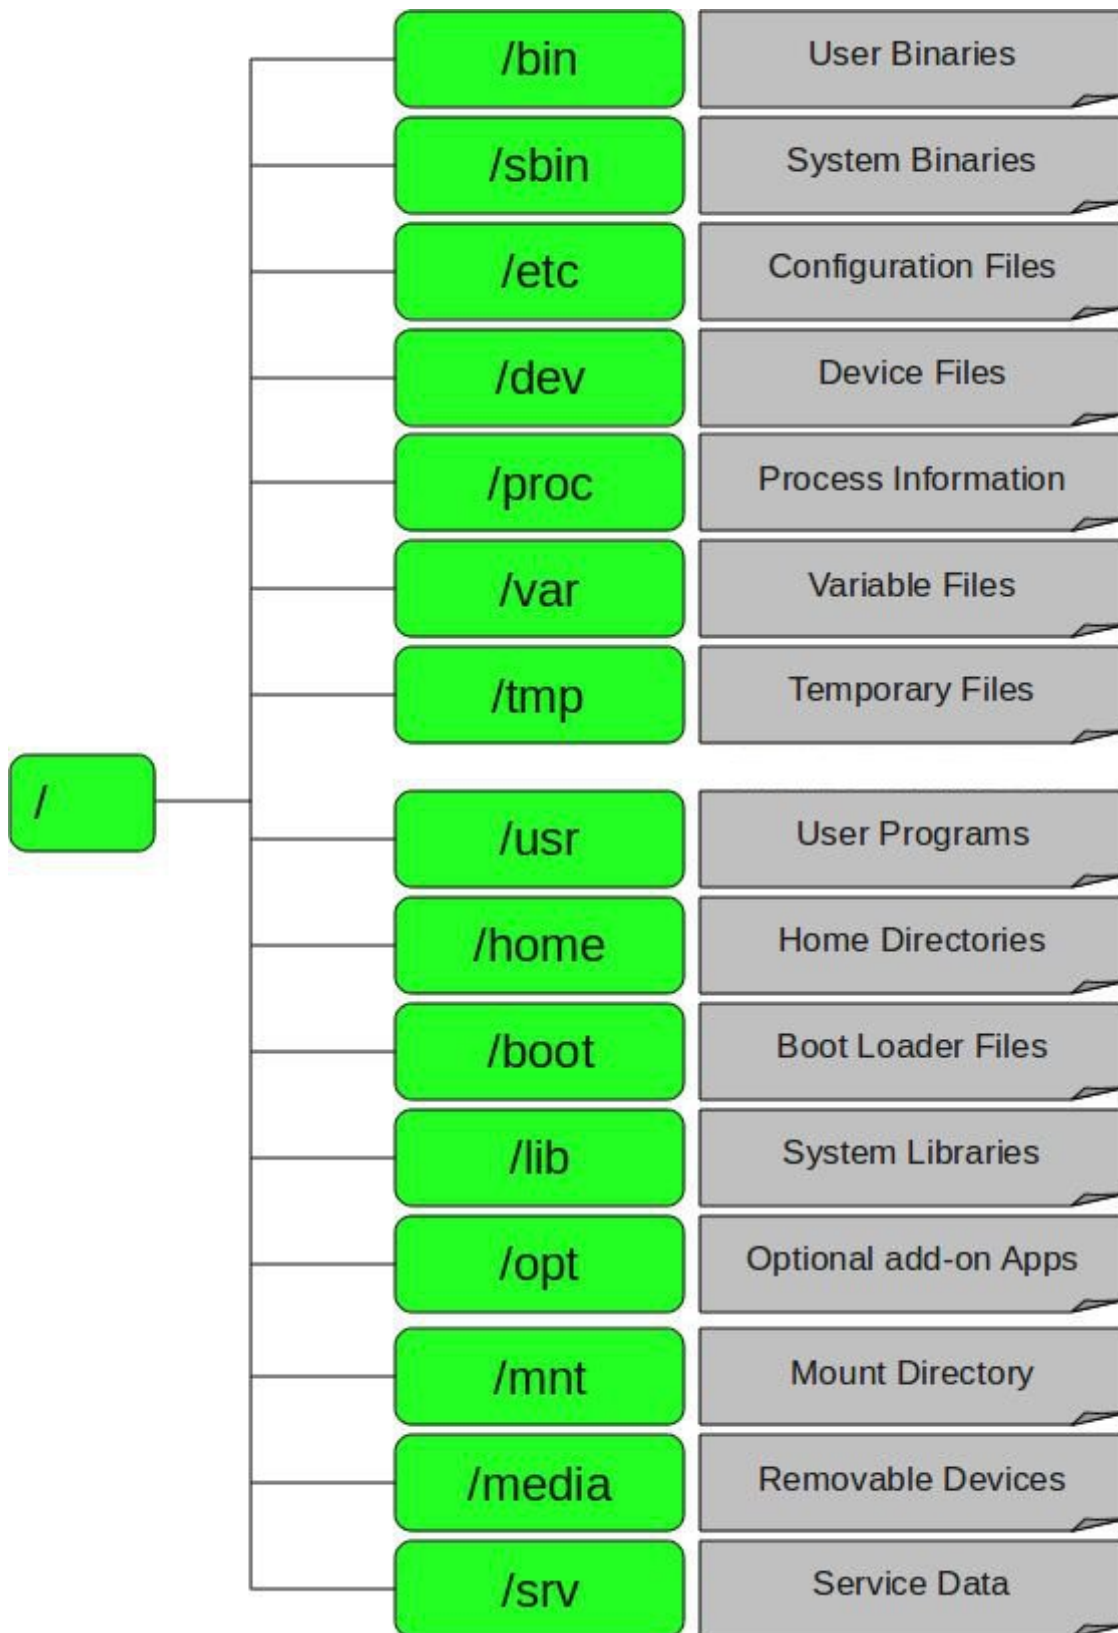 /bin User Binaries
/sbin System Binaries
/etc Configuration Files
/dev Device Files
/proc Process Information
/var Variable Files
/tmp Temporary Files
/
/usr User Programs
/home Home Directories
/boot Boot Loader Files
/lib System Libraries
/opt Optional add-on Apps
/mnt Mount Directory
/media Removable Devices
/srv Service Data